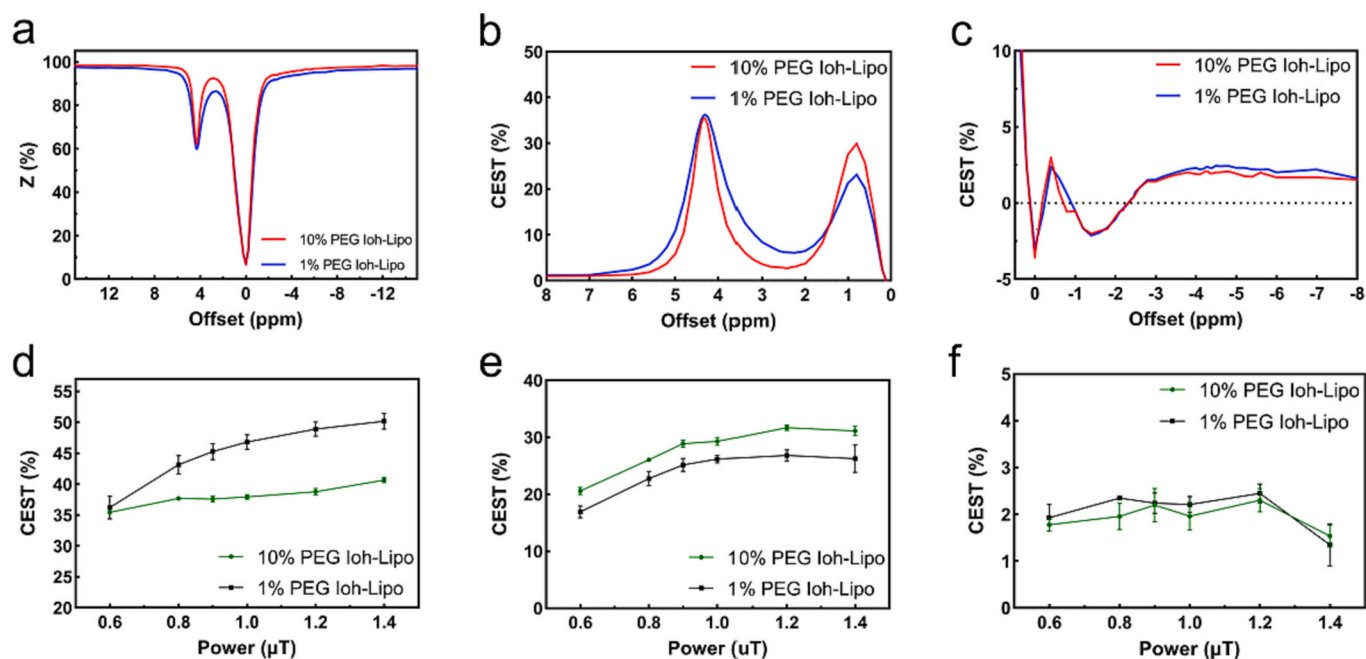 a
100
80
60
40
20
0
Z (%)
12
8
4
0
-4
-8
-12
Offset (ppm)
10% PEG Ioh-Lipo
1% PEG Ioh-Lipo
b
50
40
30
20
10
0
CEST (%)
8
7
6
5
4
3
2
1
0
Offset (ppm)
10% PEG Ioh-Lipo
1% PEG Ioh-Lipo
c
10
5
0
-5
CEST (%)
0
-1
-2
-3
-4
-5
-6
-7
-8
Offset (ppm)
10% PEG Ioh-Lipo
1% PEG Ioh-Lipo
d
55
50
45
40
35
30
25
20
CEST (%)
0.6
0.8
1.0
1.2
1.4
Power (µT)
10% PEG Ioh-Lipo
1% PEG Ioh-Lipo
e
40
30
20
10
0
CEST (%)
0.6
0.8
1.0
1.2
1.4
Power (uT)
10% PEG Ioh-Lipo
1% PEG Ioh-Lipo
f
5
4
3
2
1
0
CEST (%)
0.6
0.8
1.0
1.2
1.4
Power (µT)
10% PEG Ioh-Lipo
1% PEG Ioh-Lipo